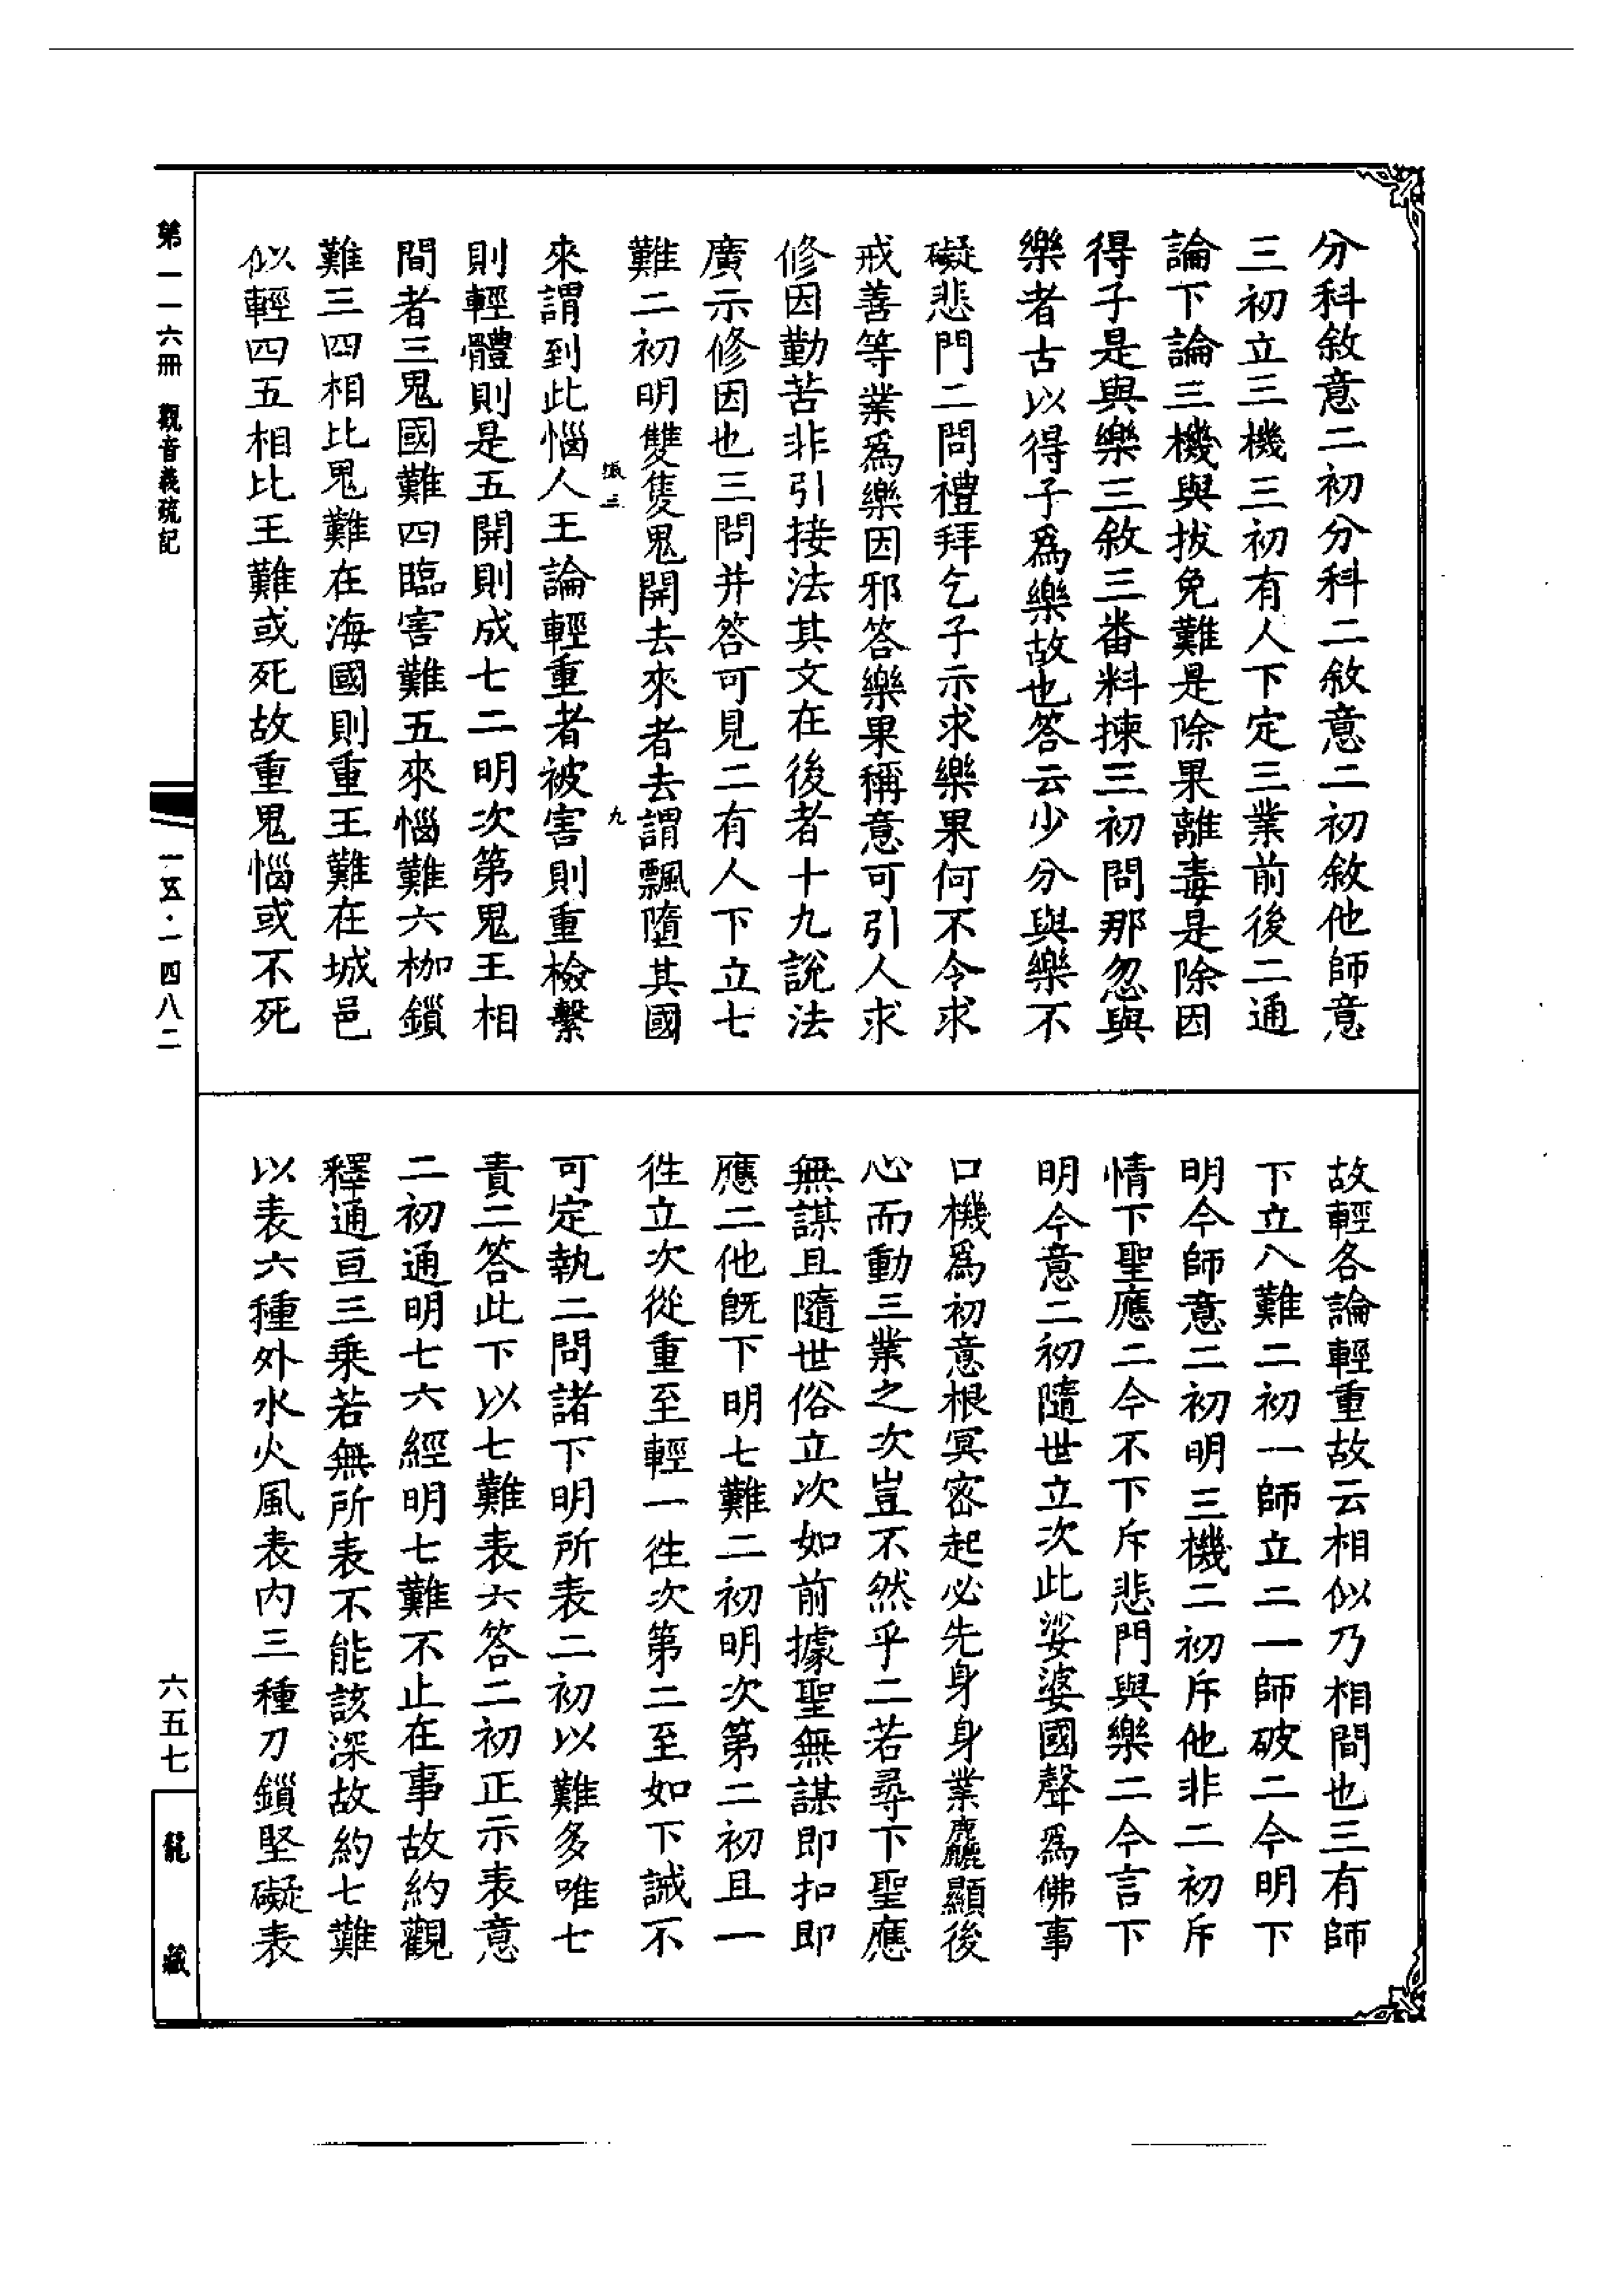 分科敘意二初分科二敘意二初敘他師意
三初立三機三初有人下定三業前後二通
論下論三機與拔免難是除果離毒是除因
得子是與樂三敘三番料揀三初問那忽與
樂者古以得子爲樂故也答云少分與樂不
礙悲門二問禮拜乞子示求樂果何不令求
戒善等業爲樂因邪答樂果稱意可引人求
修因勤苦非引接法其文在後者十九說法
廣示修因也三問并答可見二有人下立七
難二初明雙隻鬼開去來者去謂飄墮其國
九
來謂到此惱人王論輕重者被害則重檢繫
則輕體則是五開則成七二明次第鬼王相
間者三鬼國難四臨害難五來惱難六枷鎖
難三四相比鬼難在海國則重王難在城邑
似輕四五相比王難或死故重鬼惱或不死
故輕各論輕重故云相似乃相間也三有師
下立八難二初一師立二一師破二今明下
明今師意二初明三機二初斥他非二初斥
情下聖應二今不下斥悲門與樂二今言下
明今意二初隨世立次此娑婆國聲爲佛事
口機爲初意根冥密起必先身身業麤顯後
心而動三業之次豈不然乎二若尋下聖應
無謀且隨世俗立次如前據聖無謀即扣即
應二他既下明七難二初明次第二初且一
徃立次從重至輕一徃次第二至如下誡不
可定執二問諸下明所表二初以難多唯七
責二答此下以七難表六答二初正示表意
二初通明七六經明七難不止在事故約觀
釋通亘三乘若無所表不能該深故約七難
以表六種外水火風表内三種刀鎖堅礙表
第一一六冊 觀音義疏記
一五·一四八二
六五七
龍藏